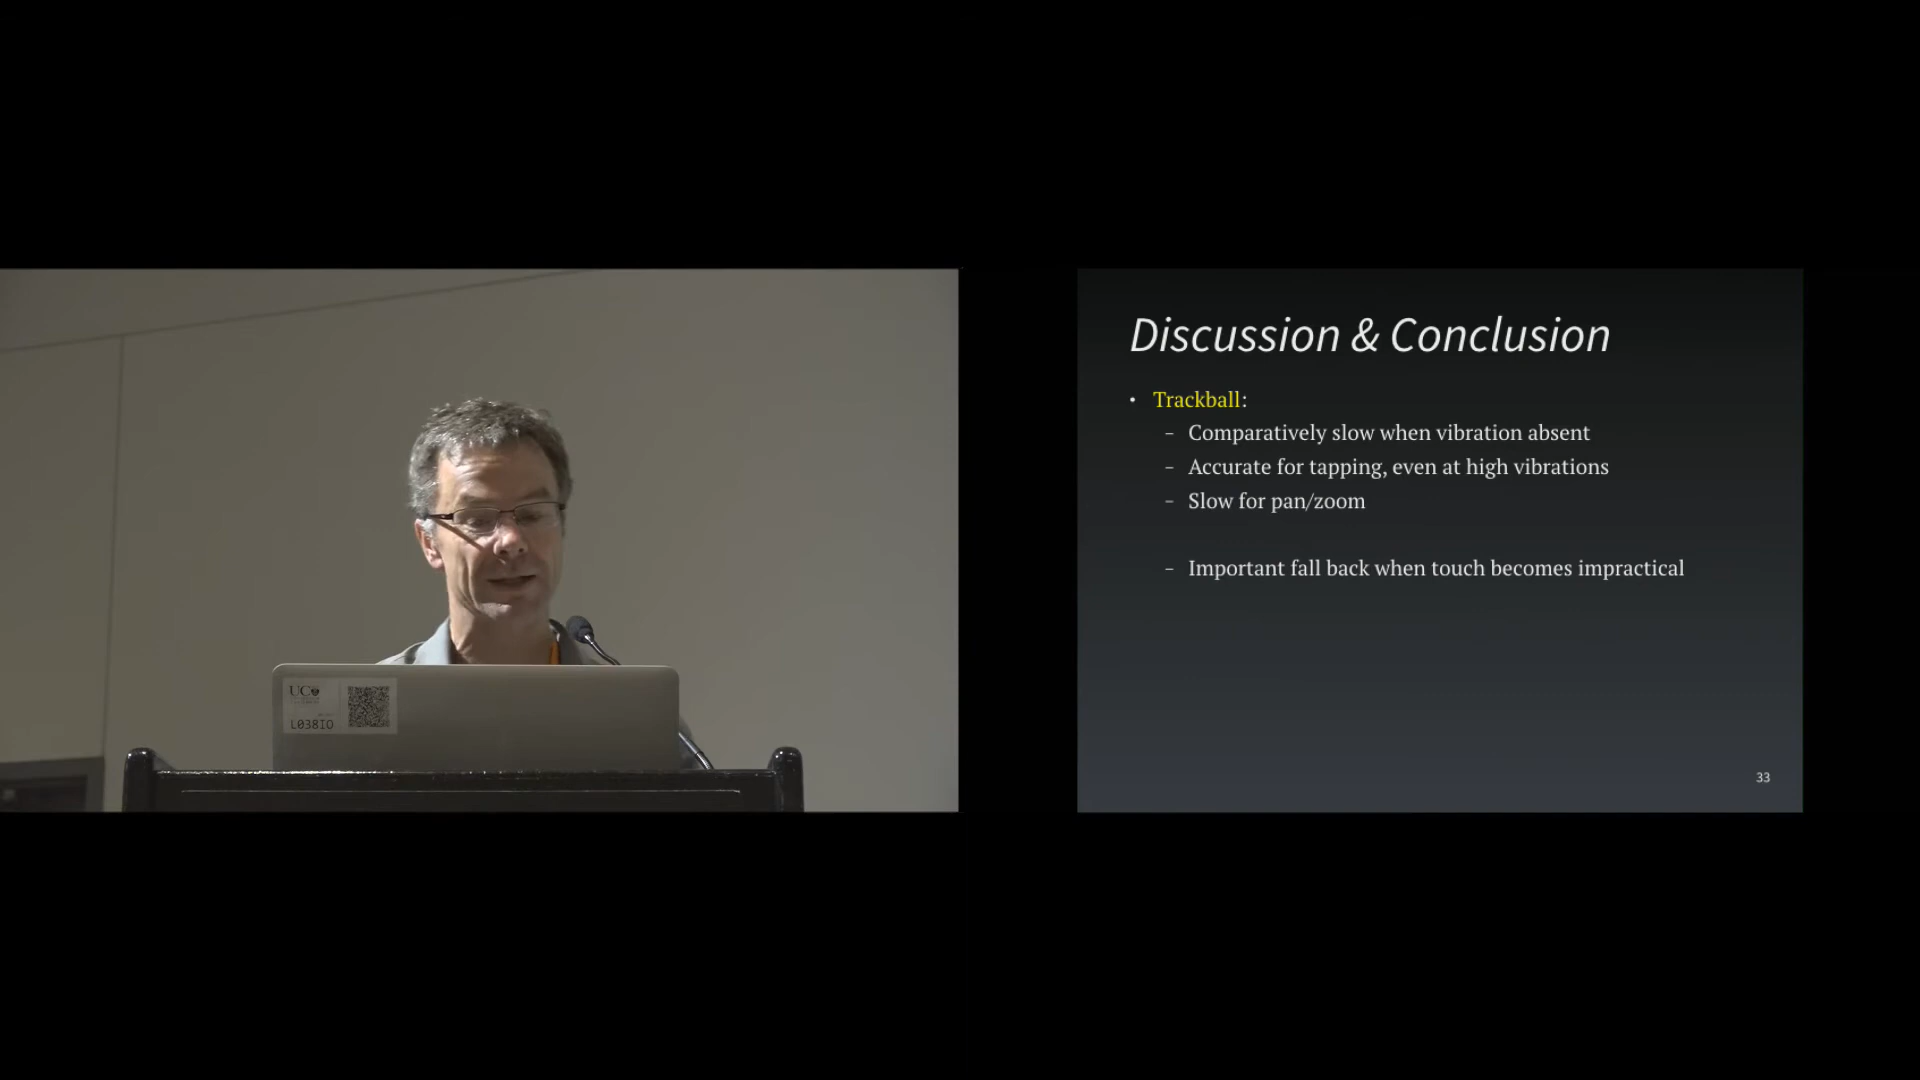 UC
L038IO
Discussion & Conclusion
• Trackball:
– Comparatively slow when vibration absent
– Accurate for tapping, even at high vibrations
– Slow for pan/zoom
– Important fall back when touch becomes impractical
33